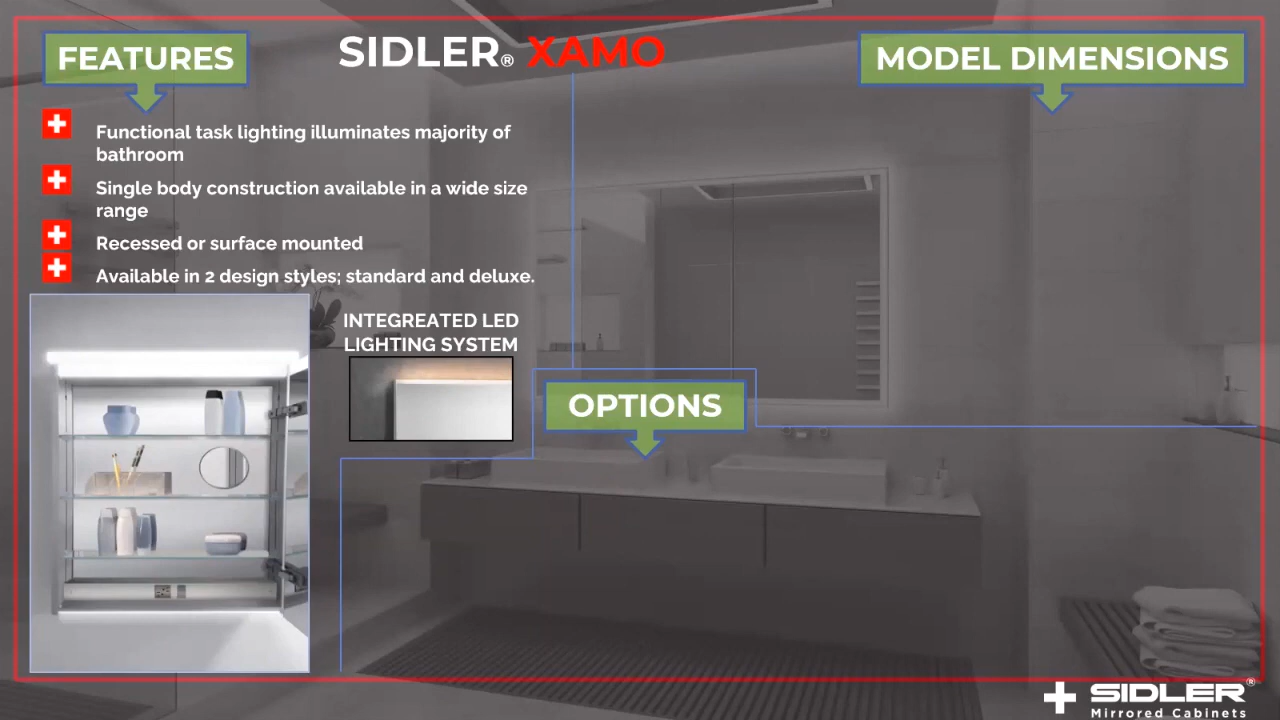 FEATURES
SIDLER® XAMO
MODEL DIMENSIONS
Functional task lighting illuminates majority of
bathroom
Single body construction available in a wide size
range
Recessed or surface mounted
Available in 2 design styles; standard and deluxe.
INTEGREATED LED
LIGHTING SYSTEM
OPTIONS
SIDLER®
Mirrored Cabinets